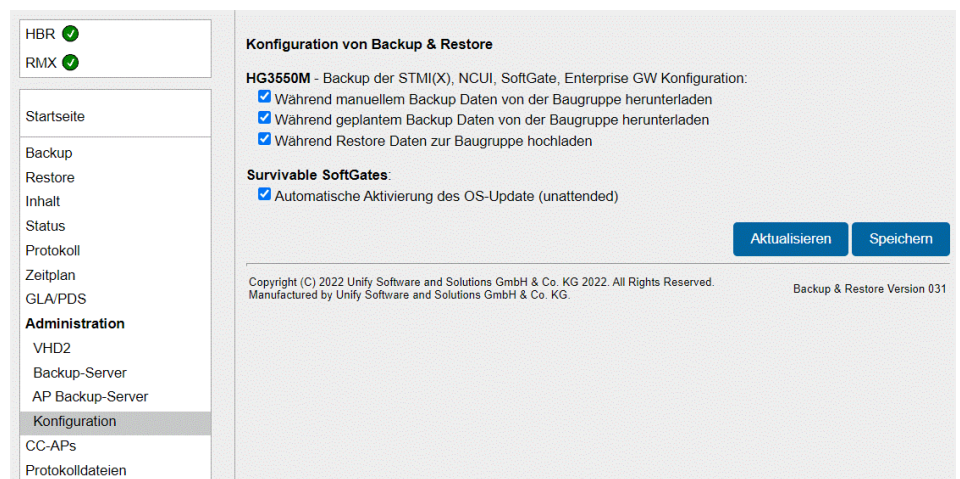 HBR
RMX
Startseite
Backup
Restore
Inhalt
Status
Protokoll
Zeitplan
GLA/PDS
Administration
VHD2
Backup-Server
AP Backup-Server
Konfiguration
CC-APs
Protokolldateien
Konfiguration von Backup & Restore
HG3550M - Backup der STMI(X), NCUI, SoftGate, Enterprise GW Konfiguration:
Während manuellem Backup Daten von der Baugruppe herunterladen
Während geplantem Backup Daten von der Baugruppe herunterladen
Während Restore Daten zur Baugruppe hochladen
Survivable SoftGates:
Automatische Aktivierung des OS-Update (unattended)
Aktualisieren
Speichern
Copyright (C) 2022 Unify Software and Solutions GmbH & Co. KG 2022. All Rights Reserved.
Manufactured by Unify Software and Solutions GmbH & Co. KG.
Backup & Restore Version 031